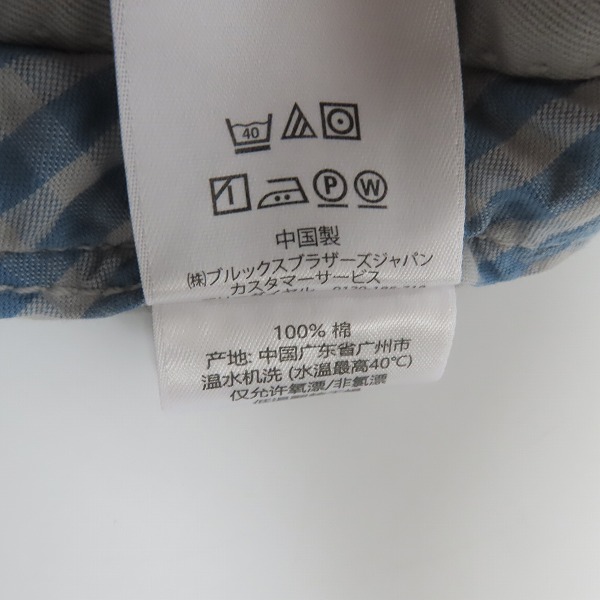 40
P W
中国製
㈱ブルックスブラザーズジャパン
カスタマーサービス
100% 棉
产地: 中国广东省广州市
温水机洗 (水温最高40℃)
仅允许氧漂/非氯漂